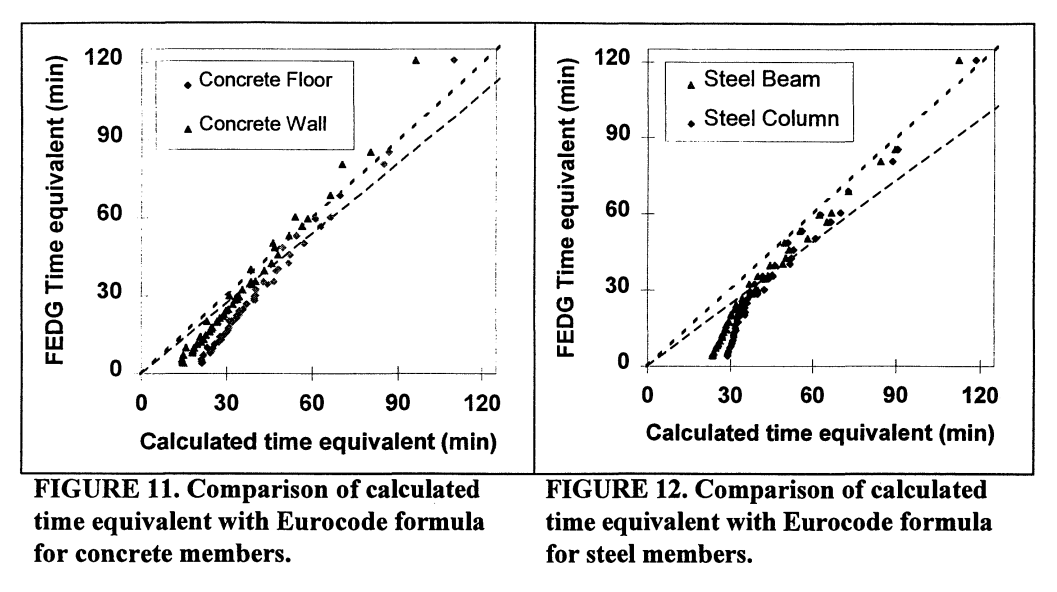 FEDG Time equivalent (min)
120
90
60
30
0
Concrete Floor
Concrete Wall
0 30 60 90 120
Calculated time equivalent (min)
FIGURE 11. Comparison of calculated
time equivalent with Eurocode formula
for concrete members.
FEDG Time equivalent (min)
120
90
60
30
0
Steel Beam
Steel Column
0 30 60 90 120
Calculated time equivalent (min)
FIGURE 12. Comparison of calculated
time equivalent with Eurocode formula
for steel members.